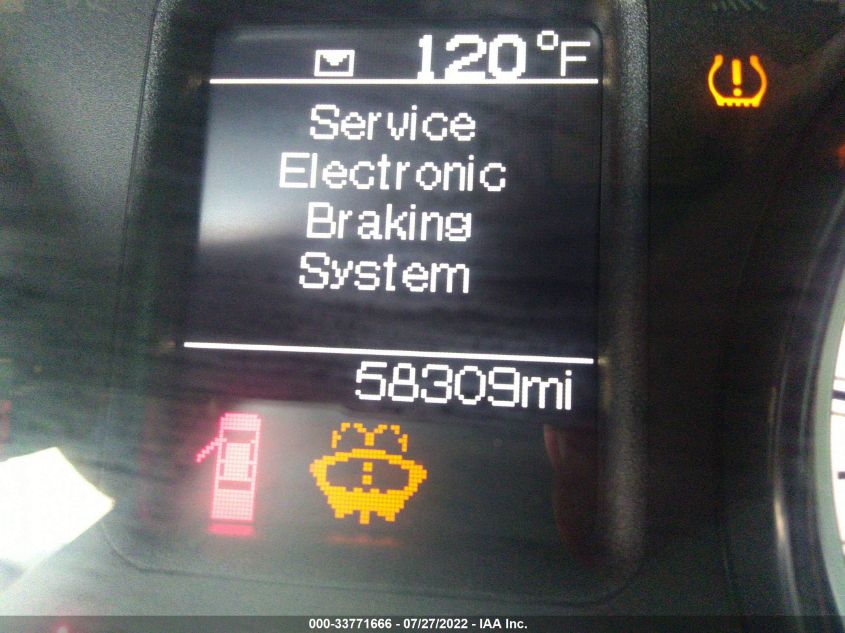 120°F
Service
Electronic
Braking
System
58309mi
000-33771666 - 07/27/2022 - IAA Inc.